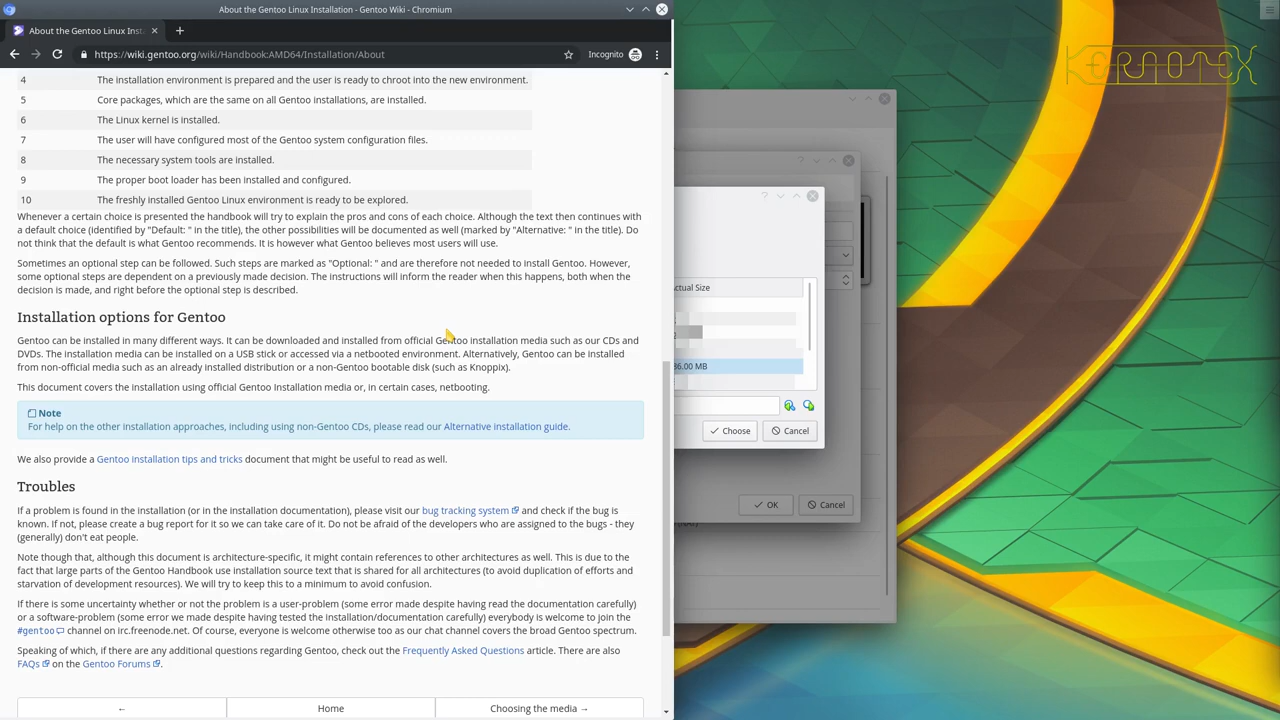 About the Gentoo Linux Installation - Gentoo Wiki - Chromium
About the Gentoo Linux Inst
https://wiki.gentoo.org/wiki/Handbook:AMD64/Installation/About
Incognito
4 The installation environment is prepared and the user is ready to chroot into the new environment.
5 Core packages, which are the same on all Gentoo installations, are installed.
6 The Linux kernel is installed.
7 The user will have configured most of the Gentoo system configuration files.
8 The necessary system tools are installed.
9 The proper boot loader has been installed and configured.
10 The freshly installed Gentoo Linux environment is ready to be explored.
Whenever a certain choice is presented the handbook will try to explain the pros and cons of each choice. Although the text then continues with
a default choice (identified by "Default: " in the title), the other possibilities will be documented as well (marked by "Alternative: " in the title). Do
not think that the default is what Gentoo recommends. It is however what Gentoo believes most users will use.
Sometimes an optional step can be followed. Such steps are marked as "Optional: " and are therefore not needed to install Gentoo. However,
some optional steps are dependent on a previously made decision. The instructions will inform the reader when this happens, both when the
decision is made, and right before the optional step is described.
Installation options for Gentoo
Gentoo can be installed in many different ways. It can be downloaded and installed from official Gentoo installation media such as our CDs and
DVDs. The installation media can be installed on a USB stick or accessed via a netbooted environment. Alternatively, Gentoo can be installed
from non-official media such as an already installed distribution or a non-Gentoo bootable disk (such as Knoppix).
This document covers the installation using official Gentoo Installation media or, in certain cases, netbooting.
Note
For help on the other installation approaches, including using non-Gentoo CDs, please read our Alternative installation guide.
We also provide a Gentoo installation tips and tricks document that might be useful to read as well.
Troubles
If a problem is found in the installation (or in the installation documentation), please visit our bug tracking system and check if the bug is
known. If not, please create a bug report for it so we can take care of it. Do not be afraid of the developers who are assigned to the bugs - they
(generally) don't eat people.
Note though that, although this document is architecture-specific, it might contain references to other architectures as well. This is due to the
fact that large parts of the Gentoo Handbook use installation source text that is shared for all architectures (to avoid duplication of efforts and
starvation of development resources). We will try to keep this to a minimum to avoid confusion.
If there is some uncertainty whether or not the problem is a user-problem (some error made despite having read the documentation carefully)
or a software-problem (some error we made despite having tested the installation/documentation carefully) everybody is welcome to join the
#gentoo channel on irc.freenode.net. Of course, everyone is welcome otherwise too as our chat channel covers the broad Gentoo spectrum.
Speaking of which, if there are any additional questions regarding Gentoo, check out the Frequently Asked Questions article. There are also
FAQs on the Gentoo Forums.
← Home Choosing the media →
ctual Size
36.00 MB
Choose Cancel
OK Cancel